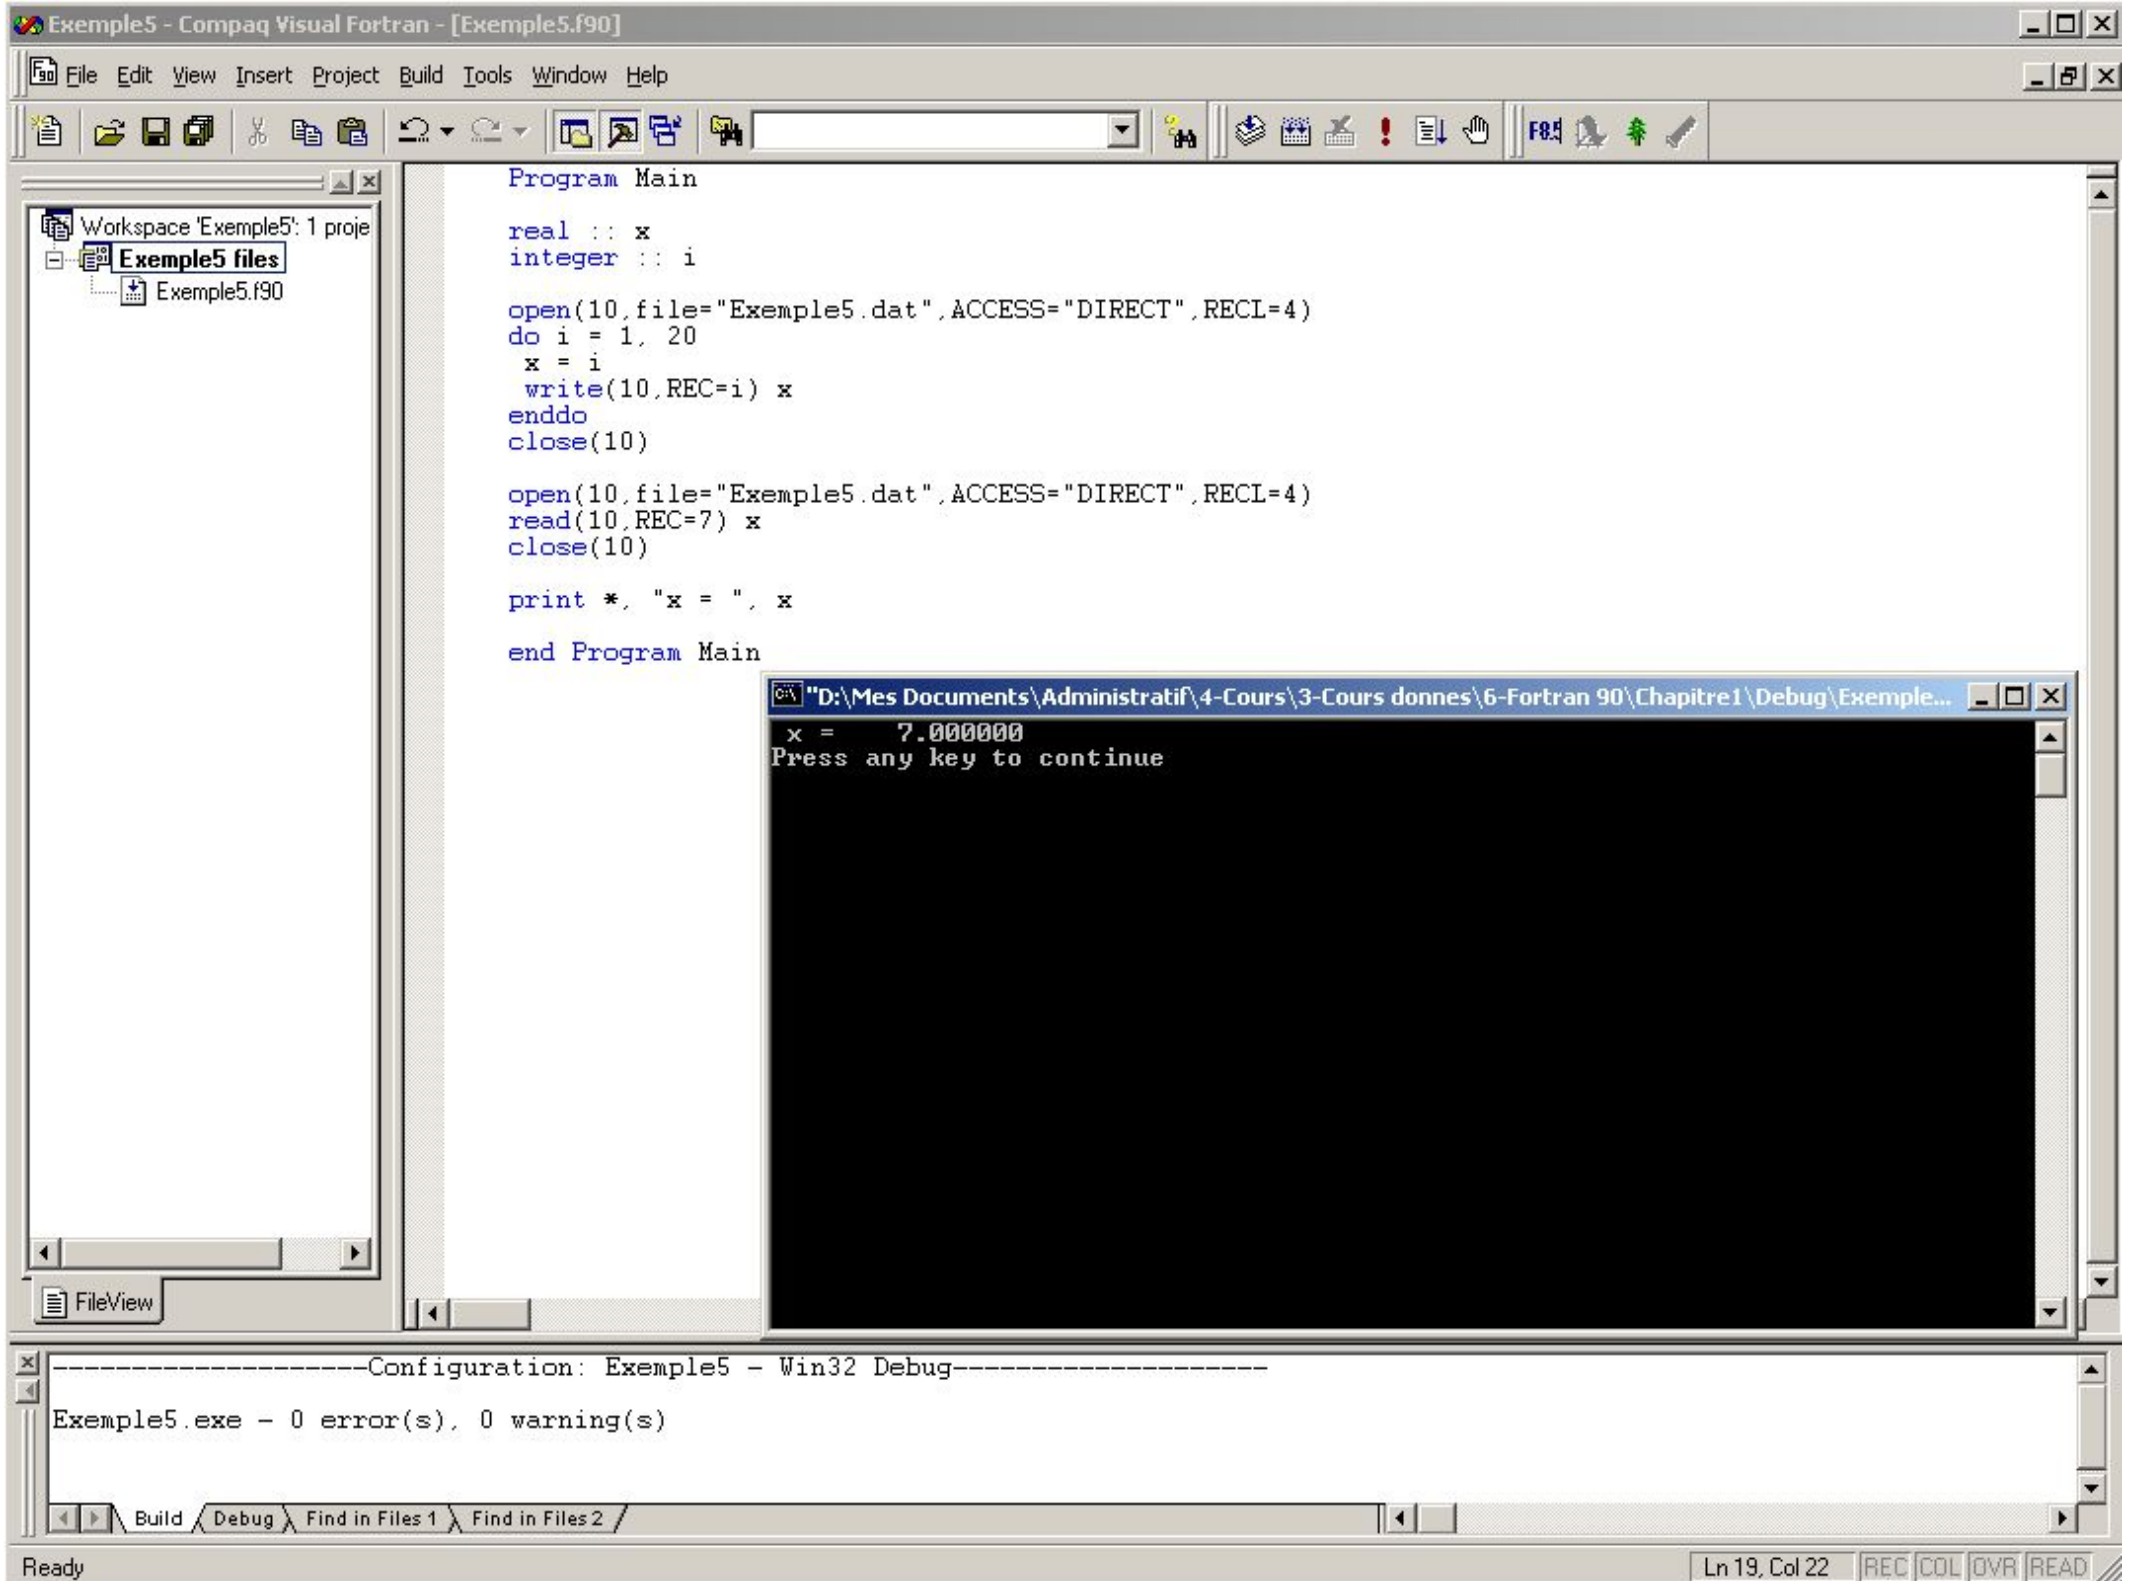 Exemple5 - Compaq Visual Fortran - [Exemple5.f90]
File Edit View Insert Project Build Tools Window Help
F8.5
Workspace 'Exemple5': 1 proje
Exemple5 files
Exemple5.f90
FileView
Program Main
real :: x
integer :: i
open(10,file="Exemple5.dat",ACCESS="DIRECT",RECL=4)
do i = 1, 20
x = i
write(10,REC=i) x
enddo
close(10)
open(10,file="Exemple5.dat",ACCESS="DIRECT",RECL=4)
read(10,REC=7) x
close(10)
print *, "x = ", x
end Program Main
"D:\Mes Documents\Administratif\4-Cours\3-Cours donnes\6-Fortran 90\Chapitre1\Debug\Exemple...
x =    7.000000
Press any key to continue
--------------------Configuration: Exemple5 - Win32 Debug--------------------
Exemple5.exe - 0 error(s), 0 warning(s)
Build Debug Find in Files 1 Find in Files 2
Ready Ln 19, Col 22 REC COL OVR READ